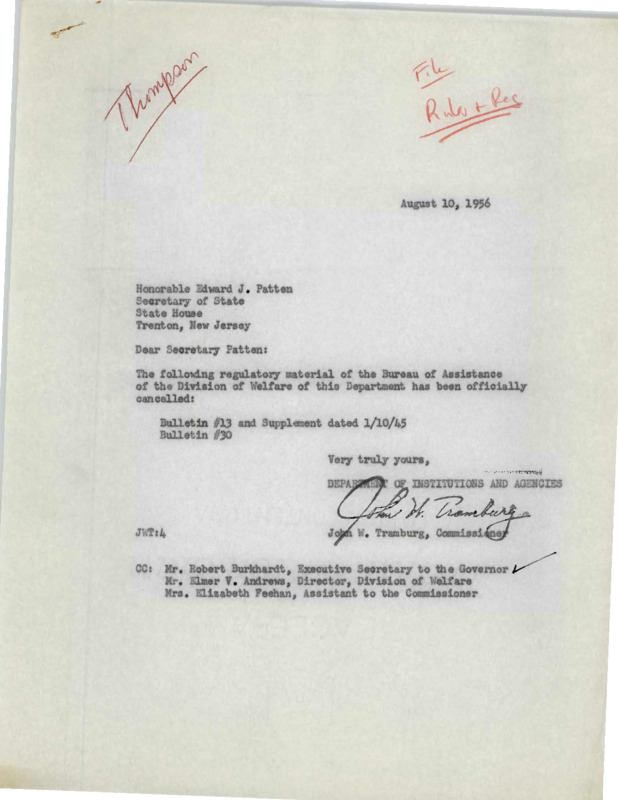 Thompson
File
Rules + Reg
August 10, 1956
Honorable Edward J. Patten
Secretary of State
State House
Trenton, New Jersey
Dear Secretary Patten:
The following regulatory material of the Bureau of Assistance
of the Division of Welfare of this Department has been officially
cancelled:
Bulletin #13 and Supplement dated 1/10/45
Bulletin #30
Very truly yours,
DEPARTMENT OF INSTITUTIONS AND AGENCIES
John W. Tramburg
JWT:4
John W. Tramburg, Commissioner
CC: Mr. Robert Burkhardt, Executive Secretary to the Governor ✓
Mr. Elmer V. Andrews, Director, Division of Welfare
Mrs. Elizabeth Feehan, Assistant to the Commissioner